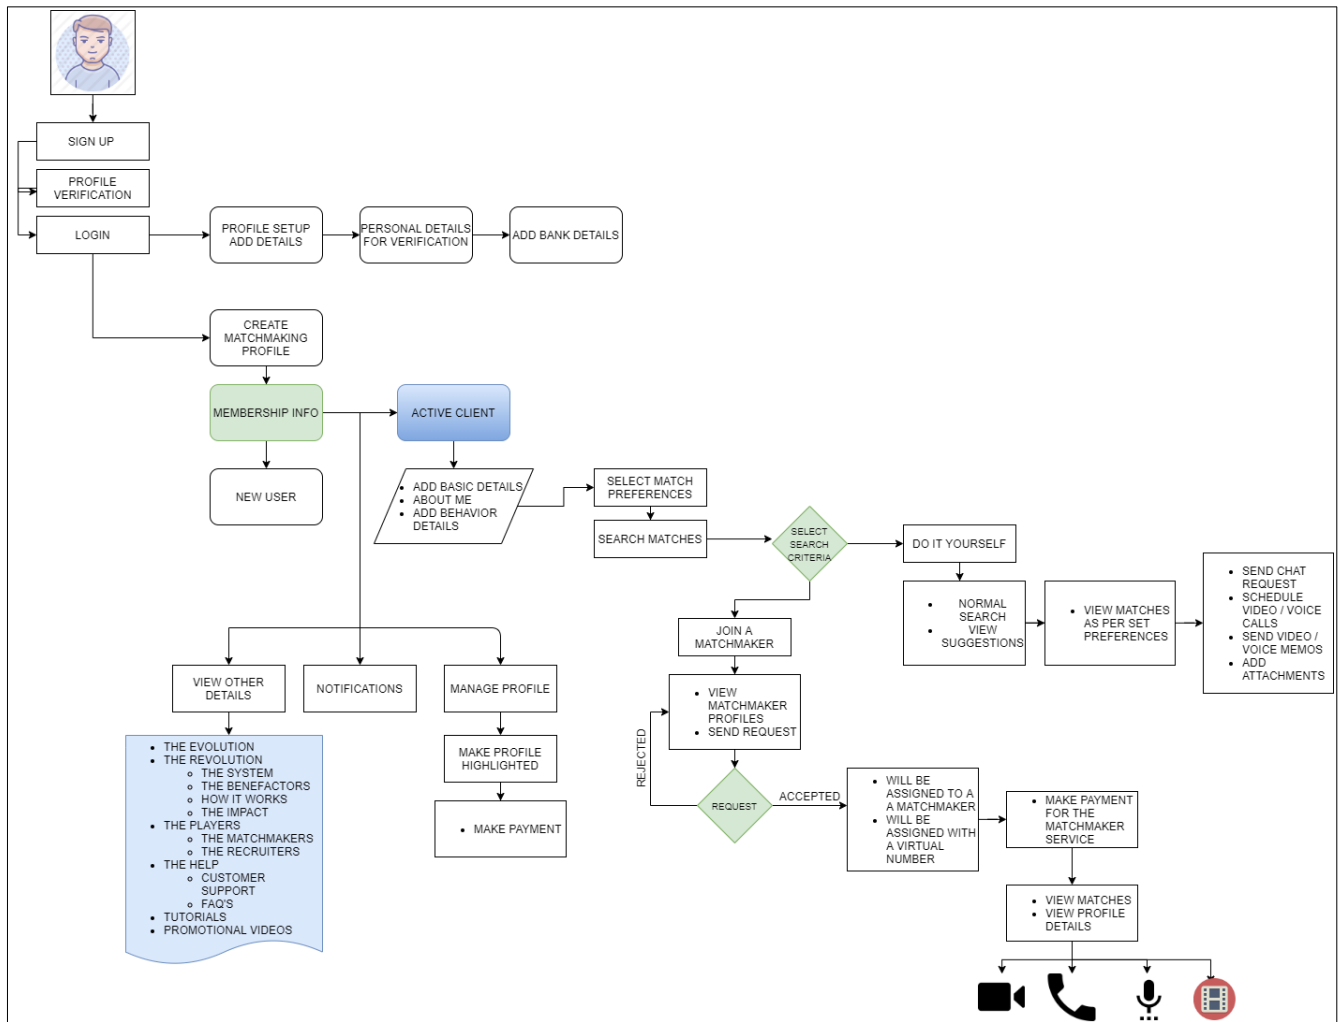 SIGN UP
PROFILE
VERIFICATION
LOGIN
PROFILE SETUP
ADD DETAILS
PERSONAL DETAILS
FOR VERIFICATION
ADD BANK DETAILS
CREATE
MATCHMAKING
PROFILE
MEMBERSHIP INFO
ACTIVE CLIENT
NEW USER
ADD BASIC DETAILS
ABOUT ME
ADD BEHAVIOR
DETAILS
SELECT MATCH
PREFERENCES
SEARCH MATCHES
SELECT
SEARCH
CRITERIA
DO IT YOURSELF
NORMAL
SEARCH
VIEW
SUGGESTIONS
VIEW MATCHES
AS PER SET
PREFERENCES
SEND CHAT
REQUEST
SCHEDULE
VIDEO / VOICE
CALLS
SEND VIDEO /
VOICE MEMOS
ADD
ATTACHMENTS
JOIN A
MATCHMAKER
VIEW
MATCHMAKER
PROFILES
SEND REQUEST
REJECTED
REQUEST
ACCEPTED
WILL BE
ASSIGNED TO A
A MATCHMAKER
WILL BE
ASSIGNED WITH
A VIRTUAL
NUMBER
MAKE PAYMENT
FOR THE
MATCHMAKER
SERVICE
VIEW MATCHES
VIEW PROFILE
DETAILS
VIEW OTHER
DETAILS
NOTIFICATIONS
MANAGE PROFILE
MAKE PROFILE
HIGHLIGHTED
MAKE PAYMENT
THE EVOLUTION
THE REVOLUTION
THE SYSTEM
THE BENEFACTORS
HOW IT WORKS
THE IMPACT
THE PLAYERS
THE MATCHMAKERS
THE RECRUITERS
THE HELP
CUSTOMER
SUPPORT
FAQ'S
TUTORIALS
PROMOTIONAL VIDEOS